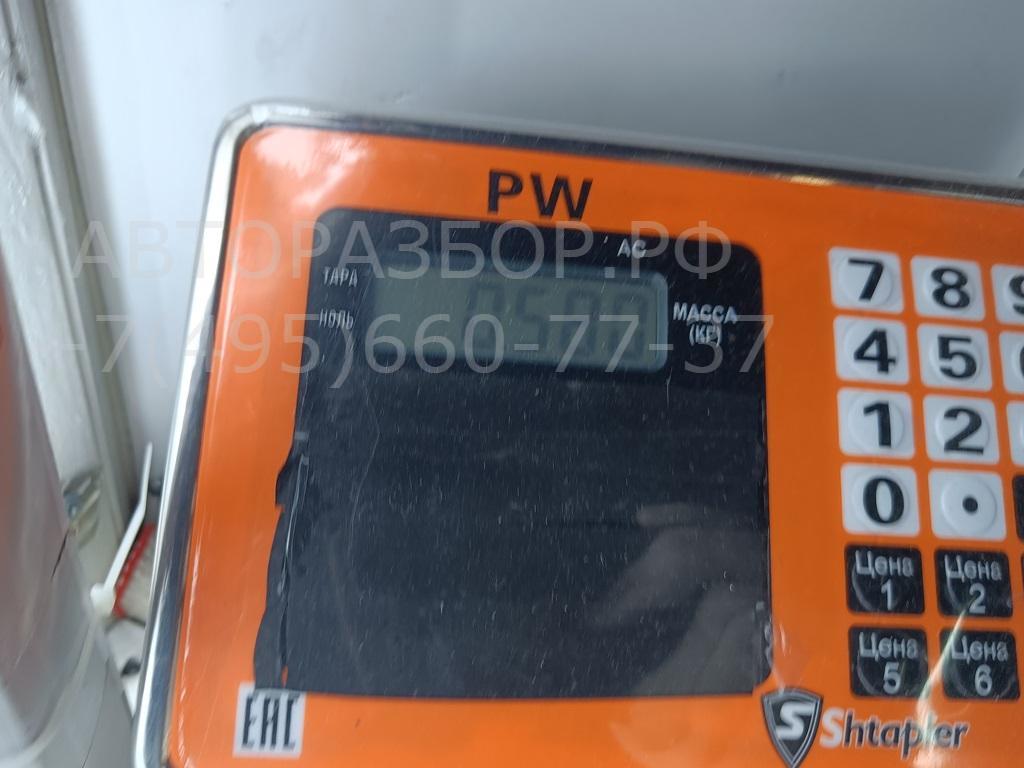 PW
АВТОРАЗБОР.РФ
AC
ТАРА
НОЛЬ
МАССА
(КГ)
+7(495)660-77-37
7 8 9
4 5
1 2
0 .
Цена 1
Цена 2
Цена 5
Цена 6
EAC
S Shtapler